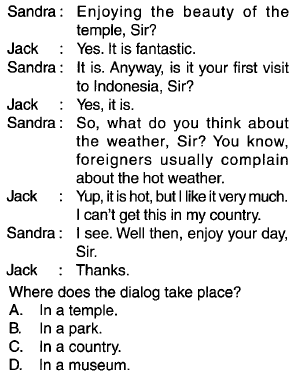 Sandra : Enjoying the beauty of the
temple, Sir?
Jack : Yes. It is fantastic.
Sandra : It is. Anyway, is it your first visit
to Indonesia, Sir?
Jack : Yes, it is.
Sandra : So, what do you think about
the weather, Sir? You know,
foreigners usually complain
about the hot weather.
Jack : Yup, it is hot, but I like it very much.
I can't get this in my country.
Sandra : I see. Well then, enjoy your day,
Sir.
Jack : Thanks.
Where does the dialog take place?
A. In a temple.
B. In a park.
C. In a country.
D. In a museum.